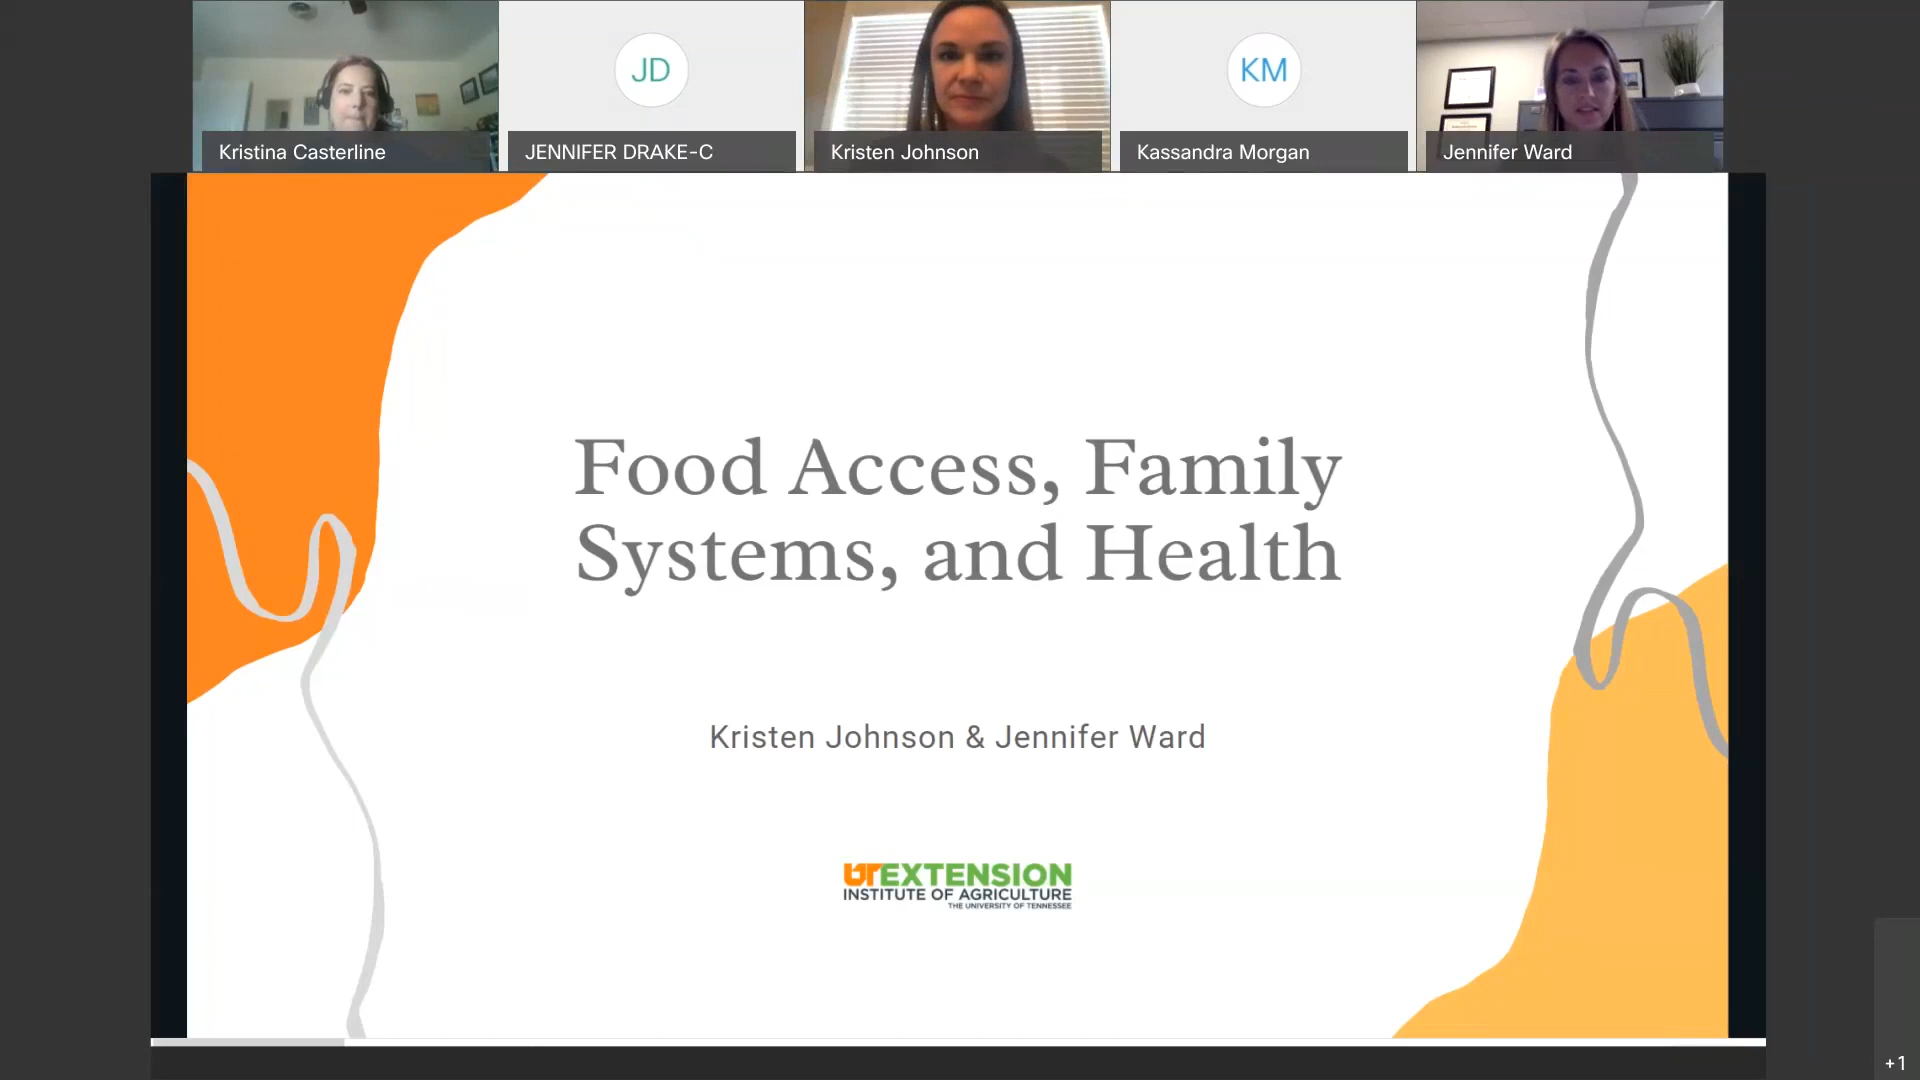 JD
KM
Kristina Casterline
JENNIFER DRAKE-C
Kristen Johnson
Kassandra Morgan
Jennifer Ward
Food Access, Family
Systems, and Health
Kristen Johnson & Jennifer Ward
UTEXTENSION
INSTITUTE OF AGRICULTURE
THE UNIVERSITY OF TENNESSEE
+1